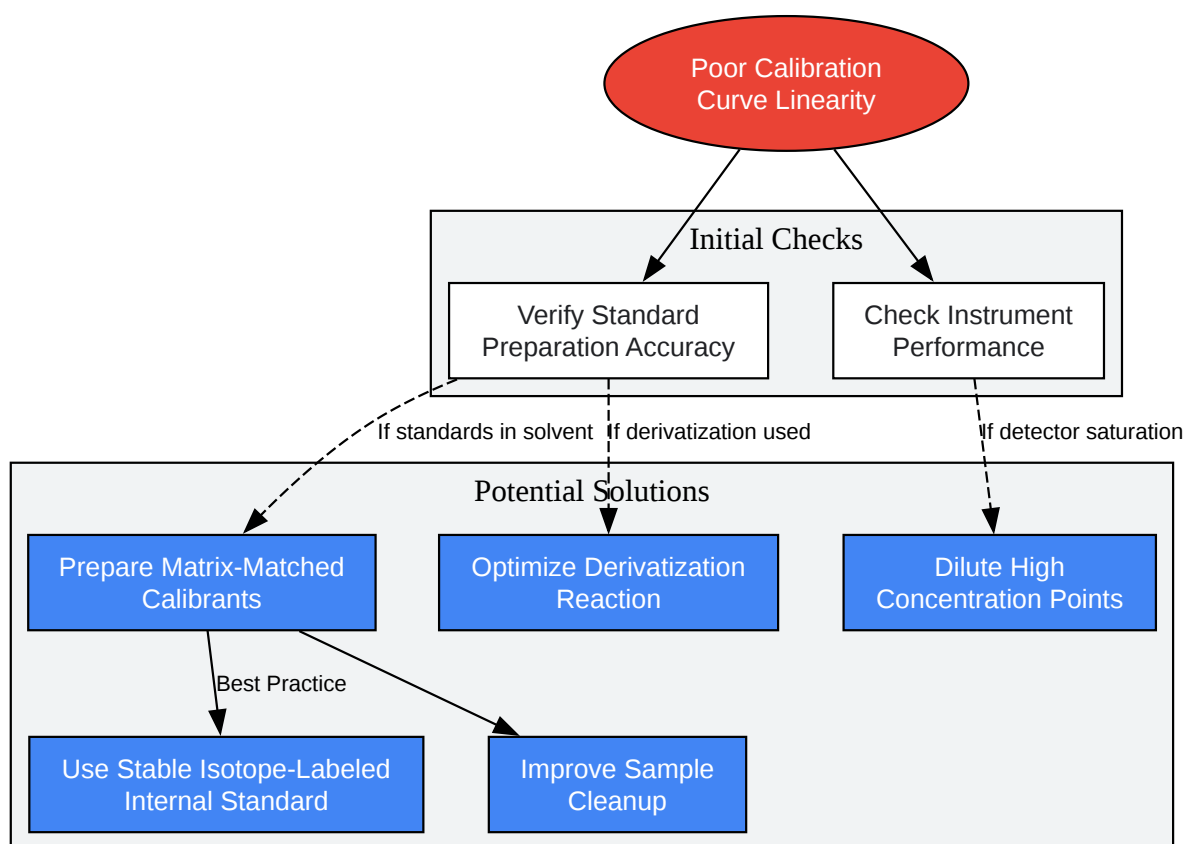 Poor Calibration
Curve Linearity
Initial Checks
Verify Standard
Preparation Accuracy
Check Instrument
Performance
If standards in solvent
If derivatization used
If detector saturation
Potential Solutions
Prepare Matrix-Matched
Calibrants
Optimize Derivatization
Reaction
Dilute High
Concentration Points
Best Practice
Use Stable Isotope-Labeled
Internal Standard
Improve Sample
Cleanup